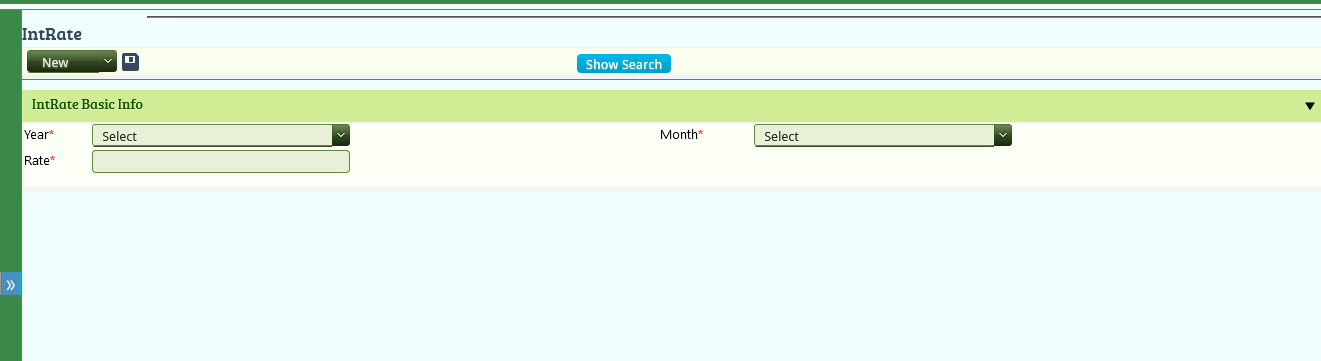 IntRate
New Show Search
IntRate Basic Info
Year* Select Month* Select
Rate*